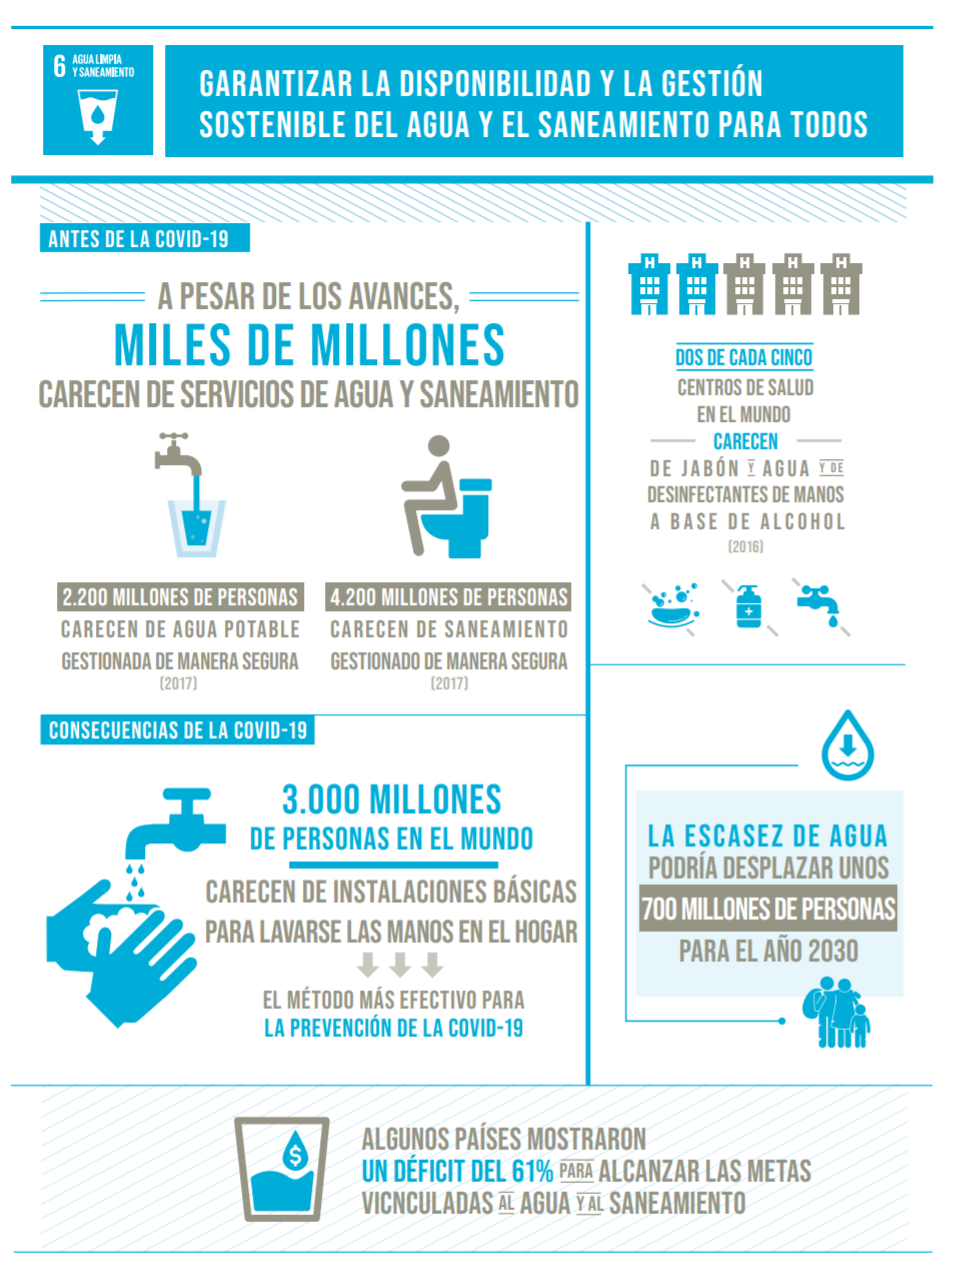 6 AGUA LIMPIA
Y SANEAMIENTO
GARANTIZAR LA DISPONIBILIDAD Y LA GESTIÓN
SOSTENIBLE DEL AGUA Y EL SANEAMIENTO PARA TODOS
ANTES DE LA COVID-19
A PESAR DE LOS AVANCES,
MILES DE MILLONES
CARECEN DE SERVICIOS DE AGUA Y SANEAMIENTO
2.200 MILLONES DE PERSONAS
CARECEN DE AGUA POTABLE
GESTIONADA DE MANERA SEGURA
(2017)
4.200 MILLONES DE PERSONAS
CARECEN DE SANEAMIENTO
GESTIONADO DE MANERA SEGURA
(2017)
H H H H H
DOS DE CADA CINCO
CENTROS DE SALUD
EN EL MUNDO
CARECEN
DE JABÓN Y AGUA Y DE
DESINFECTANTES DE MANOS
A BASE DE ALCOHOL
(2016)
CONSECUENCIAS DE LA COVID-19
3.000 MILLONES
DE PERSONAS EN EL MUNDO
CARECEN DE INSTALACIONES BÁSICAS
PARA LAVARSE LAS MANOS EN EL HOGAR
EL MÉTODO MÁS EFECTIVO PARA
LA PREVENCIÓN DE LA COVID-19
LA ESCASEZ DE AGUA
PODRÍA DESPLAZAR UNOS
700 MILLONES DE PERSONAS
PARA EL AÑO 2030
$
ALGUNOS PAÍSES MOSTRARON
UN DÉFICIT DEL 61% PARA ALCANZAR LAS METAS
VICNCULADAS AL AGUA Y AL SANEAMIENTO